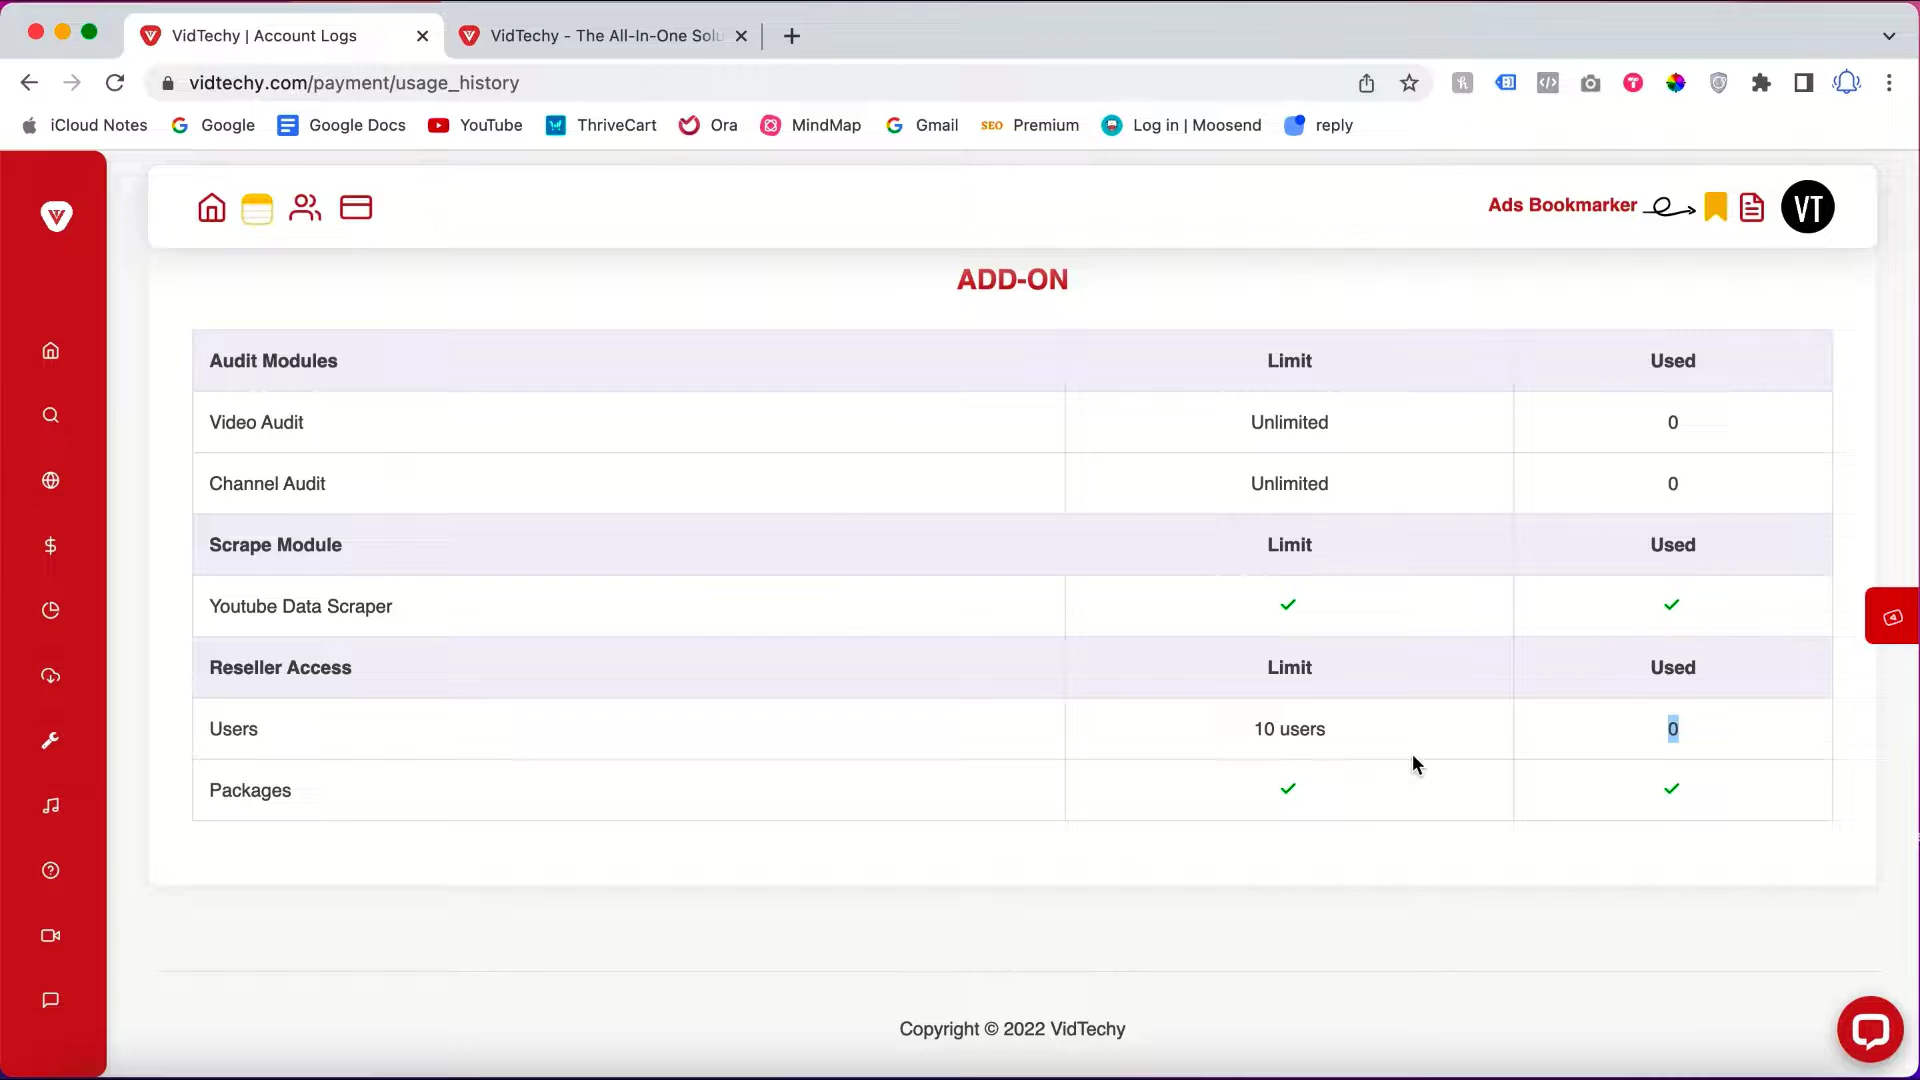 VidTechy | Account Logs
VidTechy - The All-In-One Solu
vidtechy.com/payment/usage_history
iCloud Notes
Google
Google Docs
YouTube
ThriveCart
Ora
MindMap
Gmail
SEO Premium
Log in | Moosend
reply
Ads Bookmarker
VT
ADD-ON
Audit Modules Limit Used
Video Audit Unlimited 0
Channel Audit Unlimited 0
Scrape Module Limit Used
Youtube Data Scraper
Reseller Access Limit Used
Users 10 users 0
Packages
Copyright © 2022 VidTechy